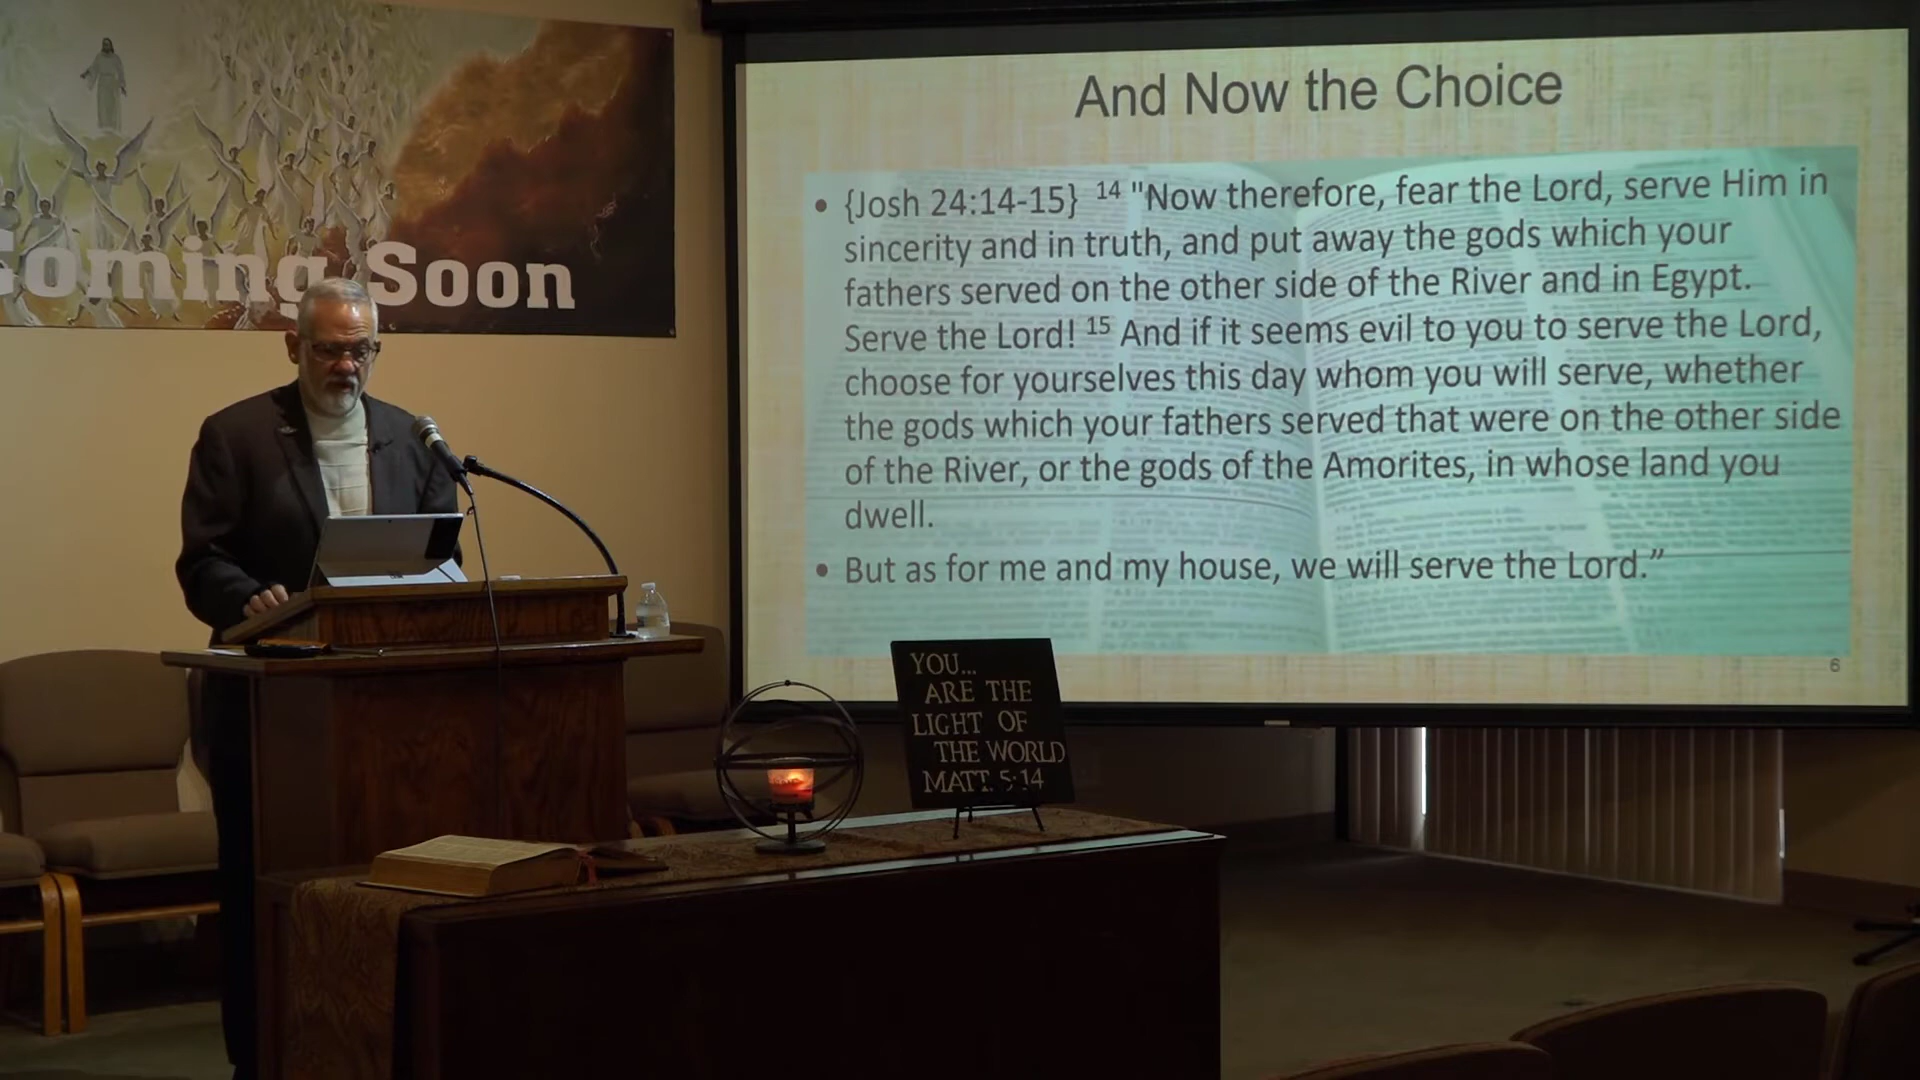 Coming Soon
And Now the Choice
• {Josh 24:14-15} 14 "Now therefore, fear the Lord, serve Him in
sincerity and in truth, and put away the gods which your
fathers served on the other side of the River and in Egypt.
Serve the Lord! 15 And if it seems evil to you to serve the Lord,
choose for yourselves this day whom you will serve, whether
the gods which your fathers served that were on the other side
of the River, or the gods of the Amorites, in whose land you
dwell.
• But as for me and my house, we will serve the Lord.”
6
YOU...
ARE THE
LIGHT OF
THE WORLD
MATT. 5:14